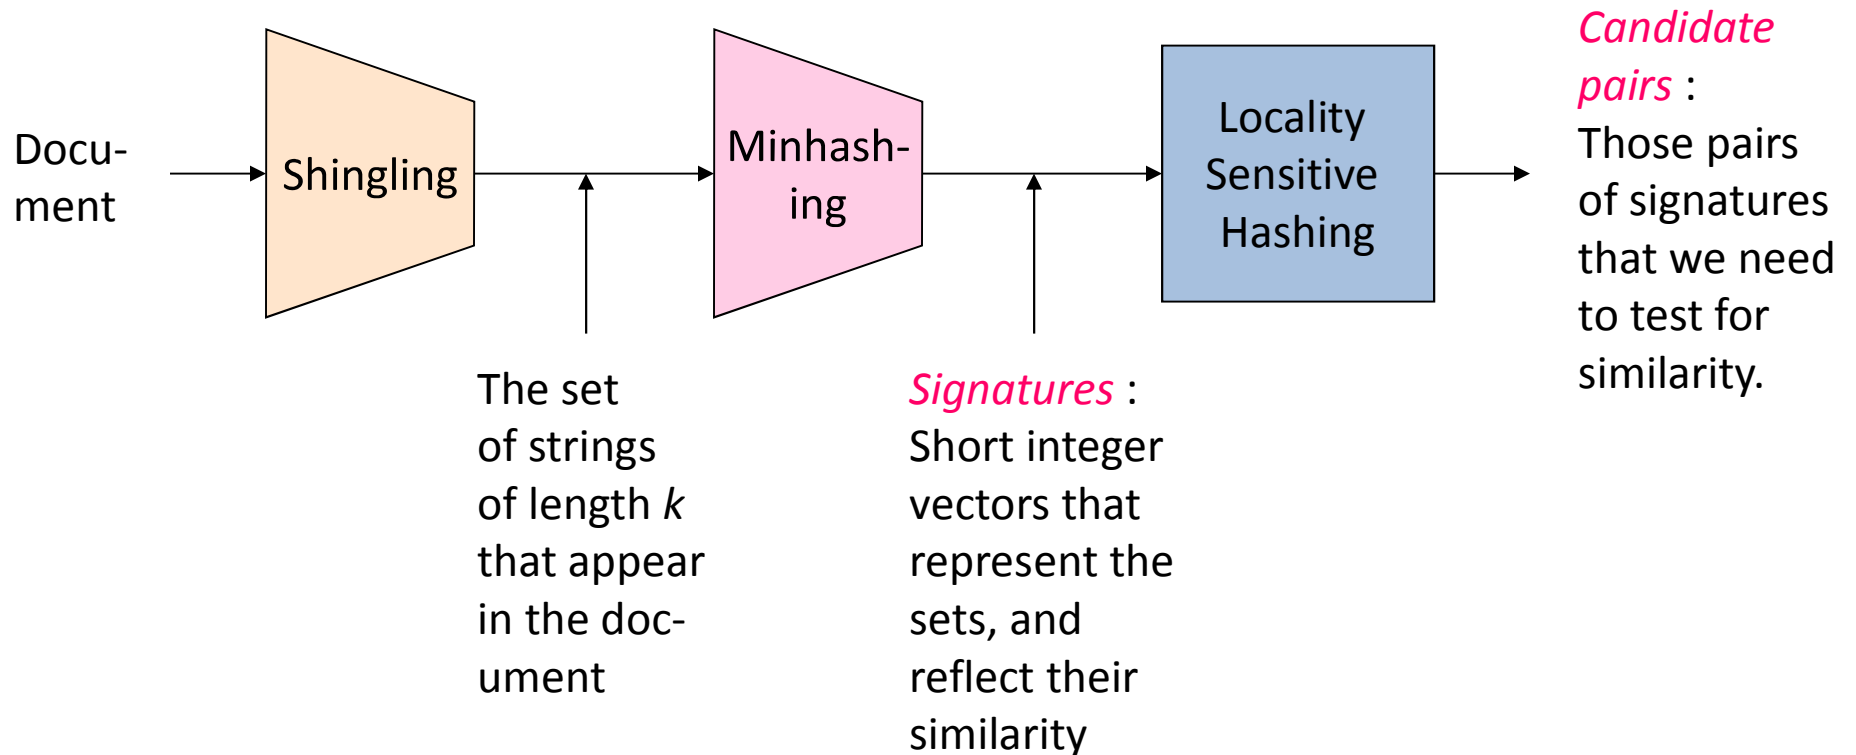 Docu-
ment
Shingling
The set
of strings
of length k
that appear
in the doc-
ument
Minhash-
ing
Signatures :
Short integer
vectors that
represent the
sets, and
reflect their
similarity
Locality
Sensitive
Hashing
Candidate
pairs :
Those pairs
of signatures
that we need
to test for
similarity.